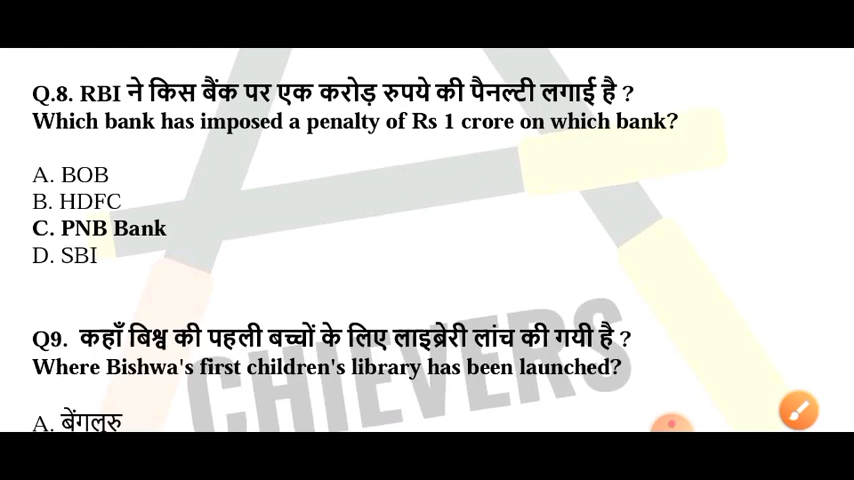 Q.8. RBI ने किस बैंक पर एक करोड़ रुपये की पैनल्टी लगाई है ?
Which bank has imposed a penalty of Rs 1 crore on which bank?
A. BOB
B. HDFC
C. PNB Bank
D. SBI
Q9. कहाँ बिश्व की पहली बच्चों के लिए लाइब्रेरी लांच की गयी है ?
Where Bishwa's first children's library has been launched?
A. बेंगलुरु
CHIEVERS